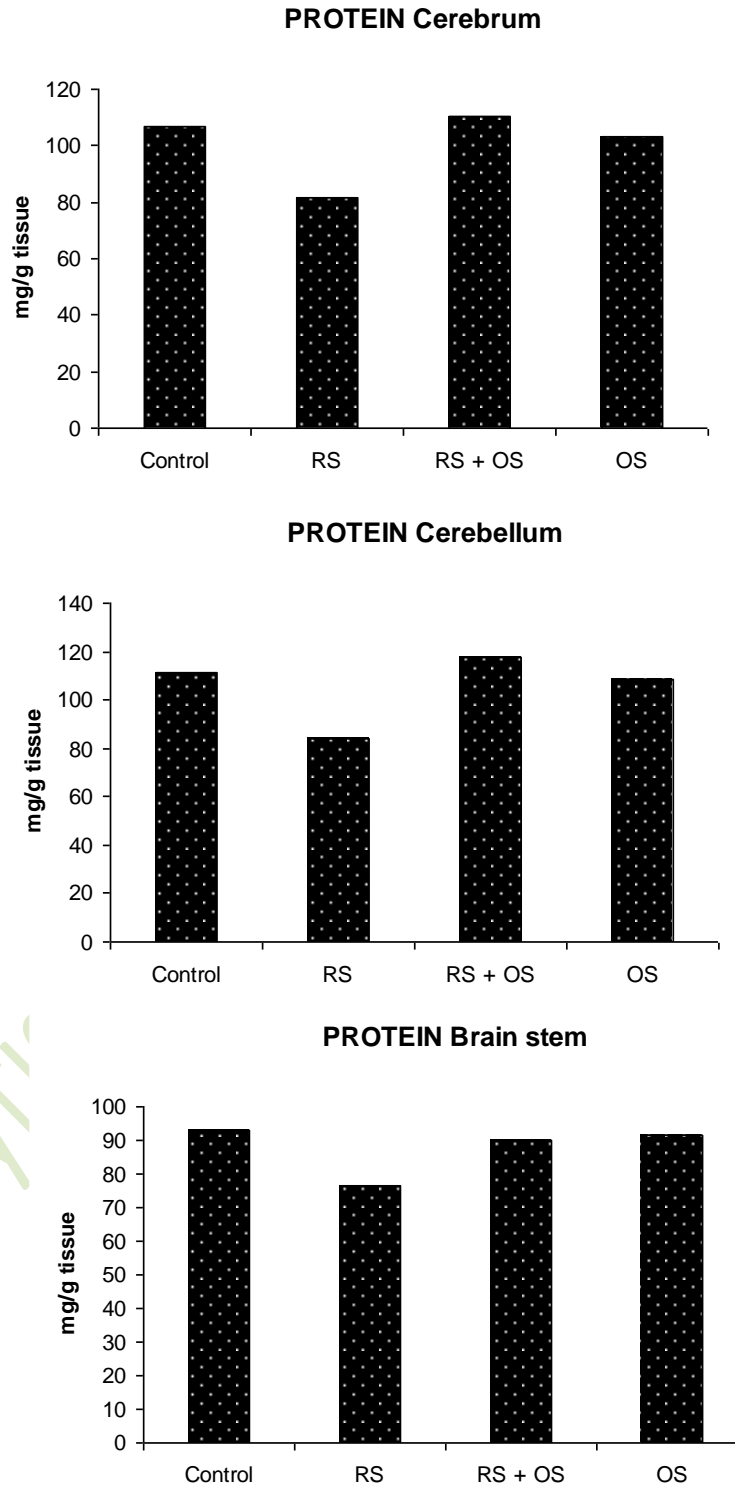 PROTEIN Cerebrum
120
100
80
60
40
20
0
mg/g tissue
Control RS RS + OS OS
PROTEIN Cerebellum
140
120
100
80
60
40
20
0
mg/g tissue
Control RS RS + OS OS
PROTEIN Brain stem
100
90
80
70
60
50
40
30
20
10
0
mg/g tissue
Control RS RS + OS OS